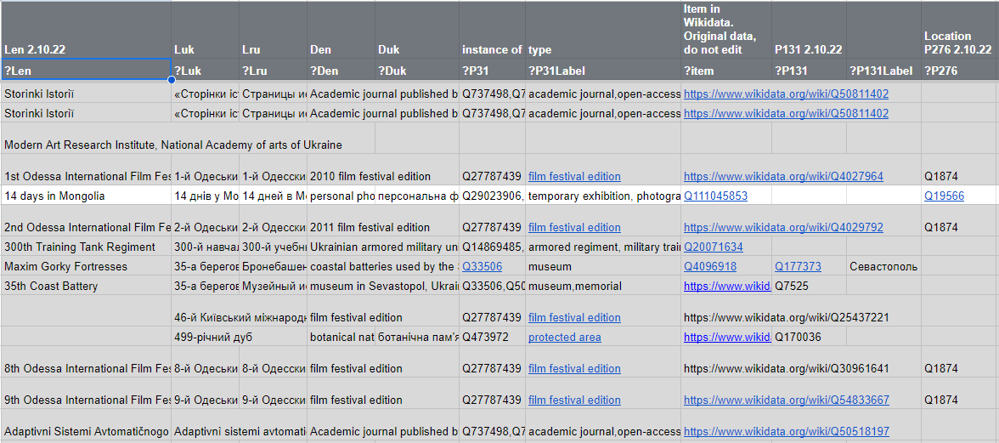 Len 2.10.22 Luk Lru Den Duk instance of type Item in Wikidata. Original data, do not edit P131 2.10.22 Location P276 2.10.22
?Len ?Luk ?Lru ?Den ?Duk ?P31 ?P31Label ?item ?P131 ?P131Label ?P276
Storinki Istorìï «Сторінки іс Страницы ис Academic journal published b Q737498,Q7 academic journal,open-access https://www.wikidata.org/wiki/Q50811402
Storinki Istorìï «Сторінки іс Страницы ис Academic journal published b Q737498,Q7 academic journal,open-access https://www.wikidata.org/wiki/Q50811402
Modern Art Research Institute, National Academy of arts of Ukraine
1st Odessa International Film Fes 1-й Одеськи 1-й Одесски 2010 film festival edition Q27787439 film festival edition https://www.wikidata.org/wiki/Q4027964 Q1874
14 days in Mongolia 14 днів у Мо 14 дней в Мо personal pho персональна ф Q29023906, temporary exhibition, photogra Q111045853 Q19566
2nd Odessa International Film Fe 2-й Одеськи 2-й Одесски 2011 film festival edition Q27787439 film festival edition https://www.wikidata.org/wiki/Q4029792 Q1874
300th Training Tank Regiment 300-й навчал 300-й учебн Ukrainian armored military un Q14869485, armored regiment, military train Q20071634
Maxim Gorky Fortresses 35-а берегов Бронебашен coastal batteries used by the S Q33506 museum Q4096918 Q177373 Севастополь
35th Coast Battery 35-а берегов Музейный ис museum in Sevastopol, Ukrain Q33506,Q50 museum,memorial https://www.wikid Q7525
46-й Київський міжнародн film festival edition Q27787439 film festival edition https://www.wikidata.org/wiki/Q25437221
499-річний дуб botanical nat ботанічна пам'я Q473972 protected area https://www.wikid Q170036
8th Odessa International Film Fes 8-й Одеськи 8-й Одесски film festival edition Q27787439 film festival edition https://www.wikidata.org/wiki/Q30961641 Q1874
9th Odessa International Film Fes 9-й Одеськи 9-й Одесски film festival edition Q27787439 film festival edition https://www.wikidata.org/wiki/Q54833667 Q1874
Adaptivni Sistemi Avtomatičnogo Adaptivnì sistemi avtomati Academic journal published b Q737498,Q7 academic journal,open-access https://www.wikidata.org/wiki/Q50518197